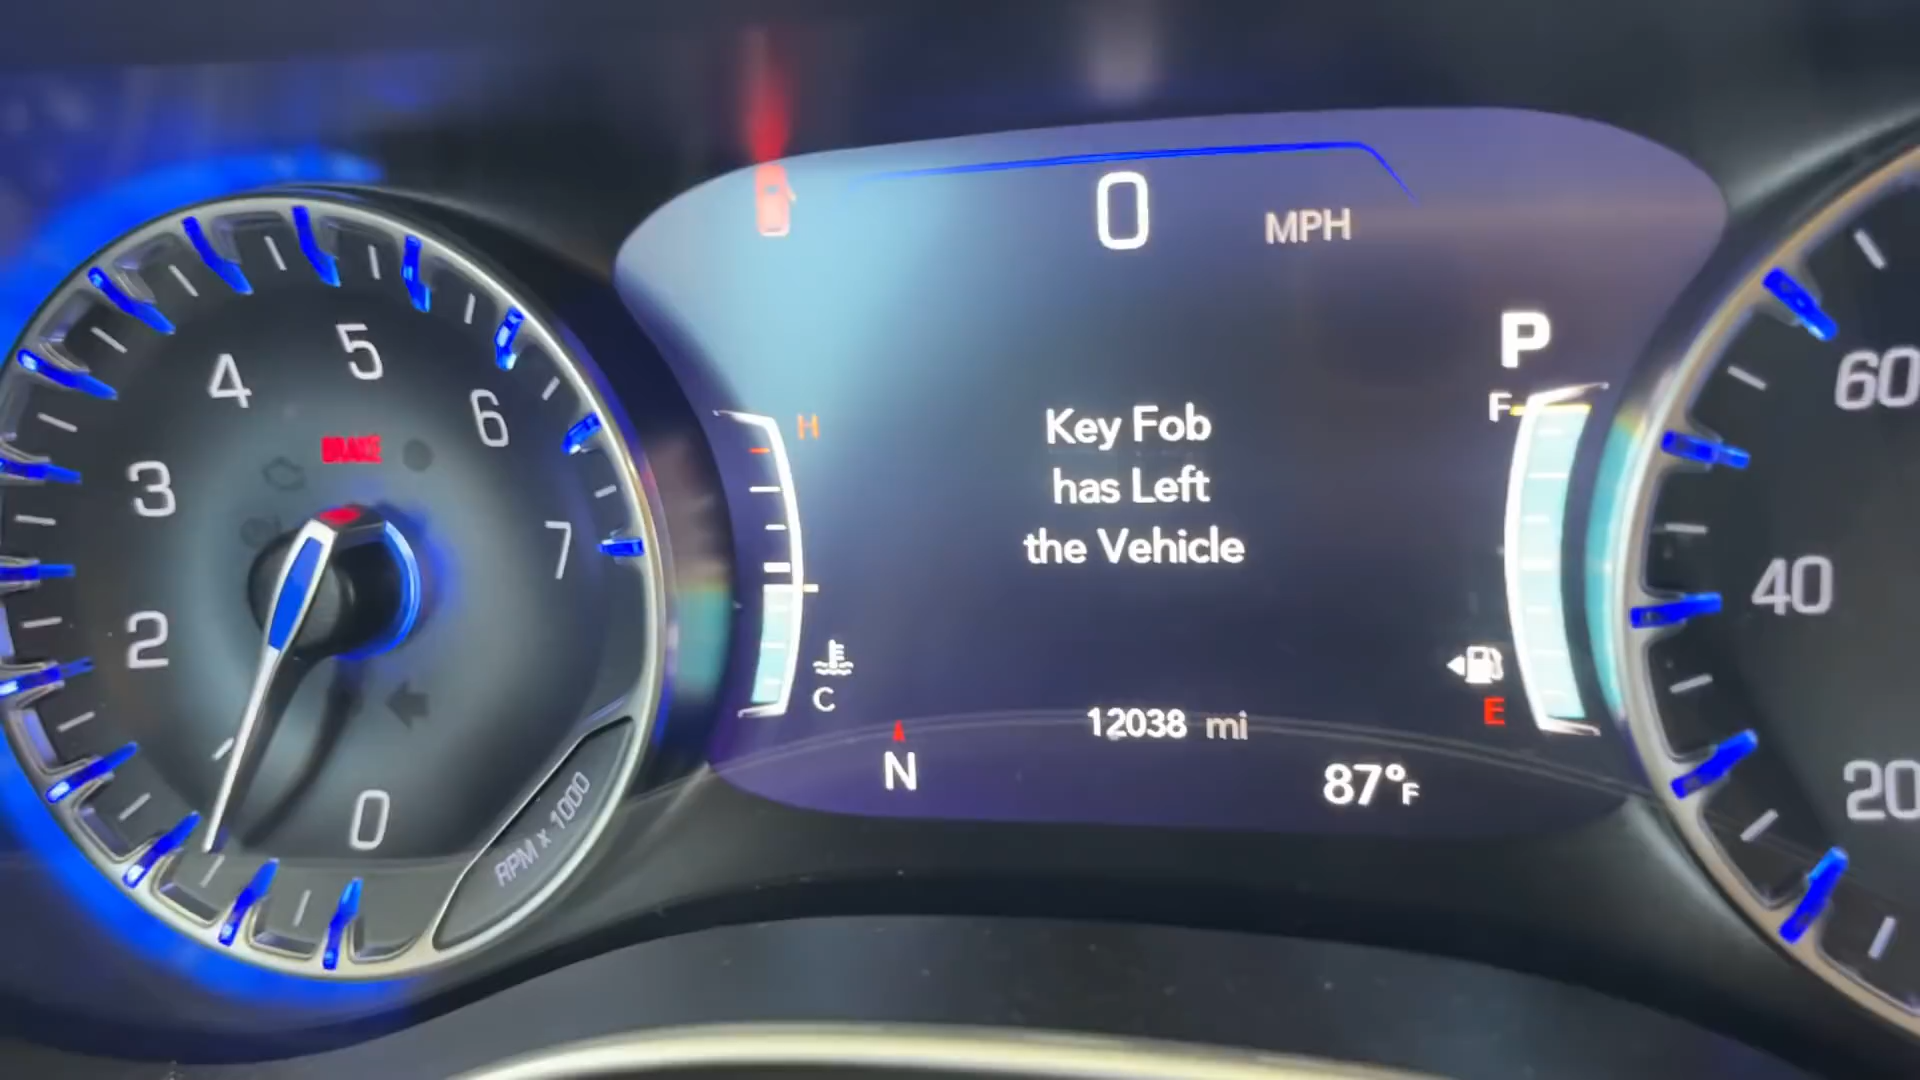 0 MPH
P
H
F
Key Fob
has Left
the Vehicle
C
E
12038 mi
N
87°F
4
5
6
BRAKE
3
7
2
0
RPM x 1000
60
40
20